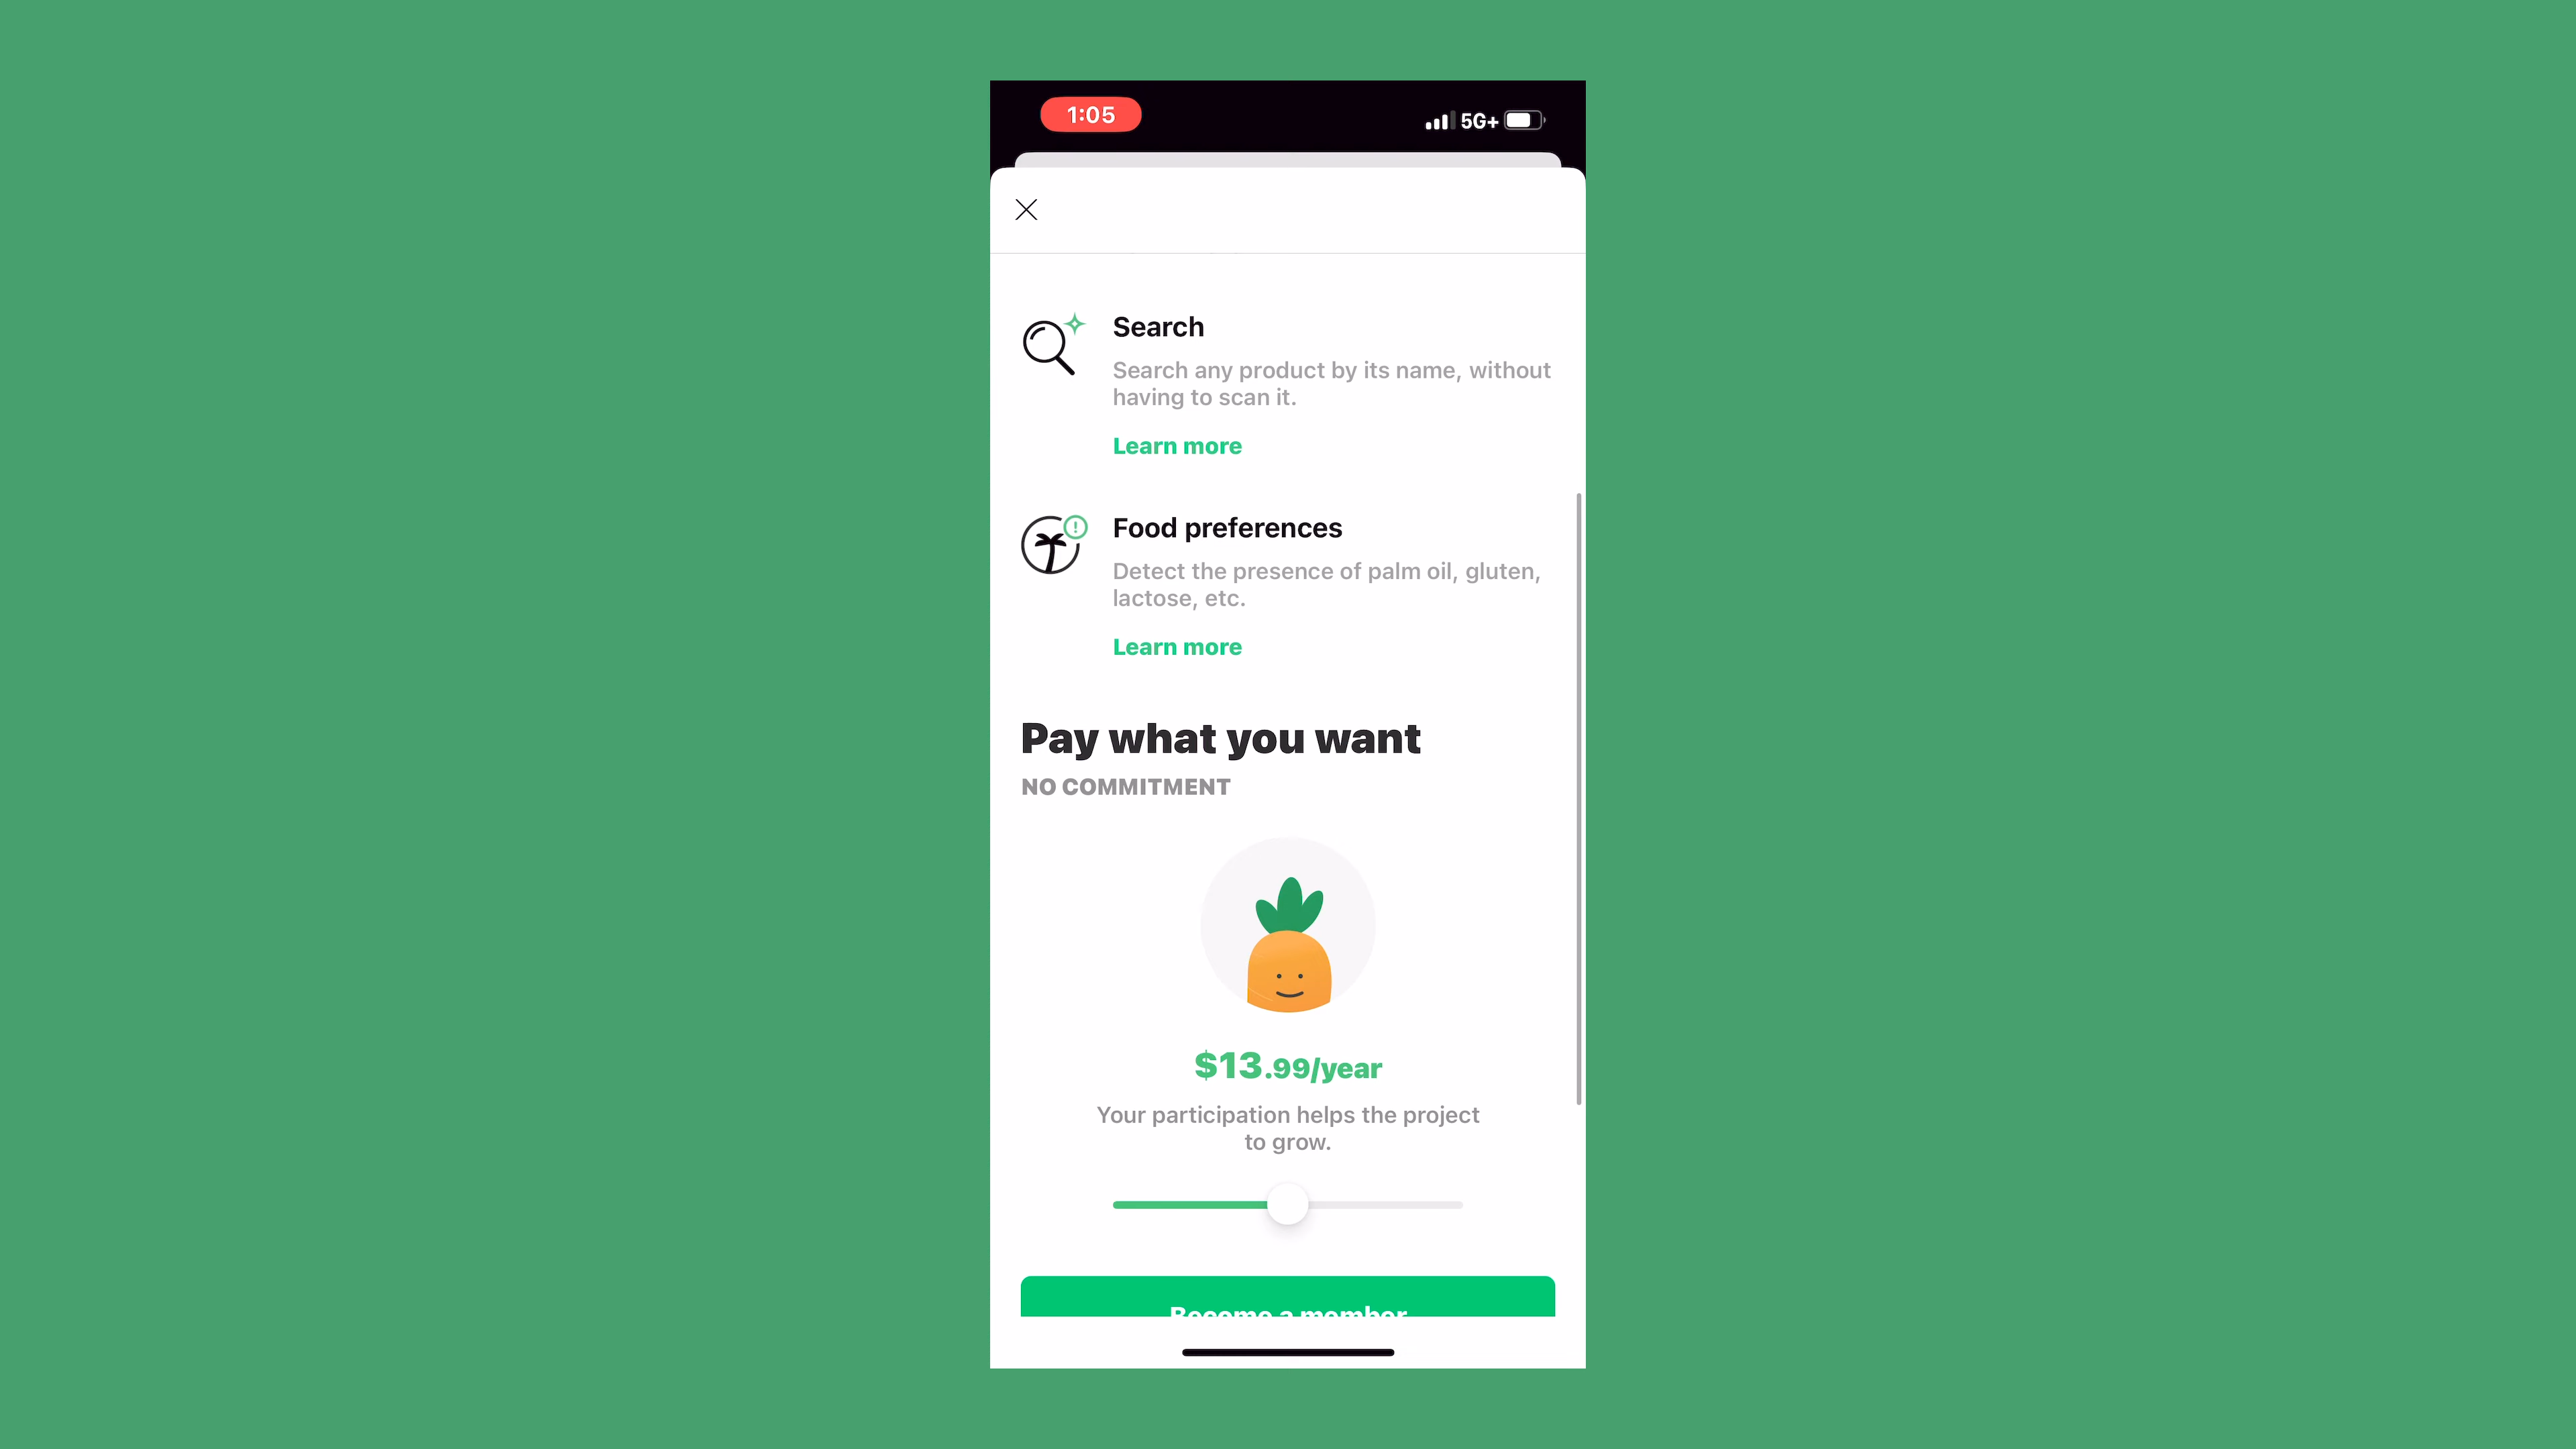 1:05
5G+
Search
Search any product by its name, without
having to scan it.
Learn more
Food preferences
Detect the presence of palm oil, gluten,
lactose, etc.
Learn more
Pay what you want
NO COMMITMENT
$13.99/year
Your participation helps the project
to grow.
Become a member